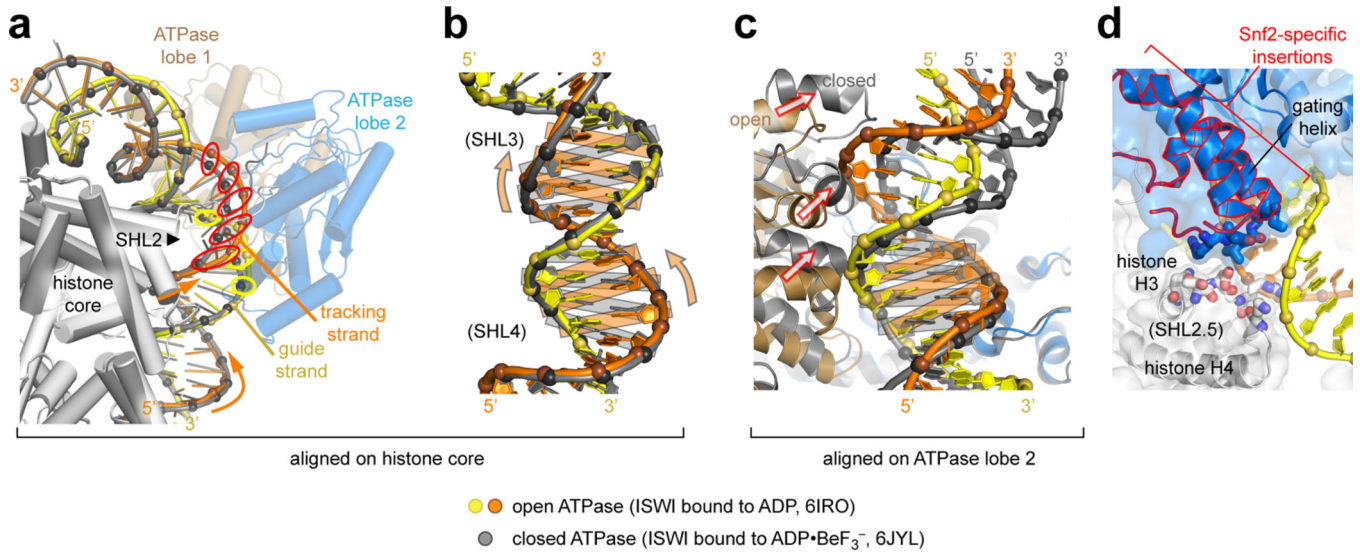 a
ATPase
lobe 1
3'
5'
ATPase
lobe 2
SHL2
histone
core
tracking
strand
guide
strand
5'
3'
b
5'
3'
(SHL3)
(SHL4)
5'
3'
aligned on histone core
c
5'
5'
3'
3'
closed
open
5'
3'
aligned on ATPase lobe 2
d
Snf2-specific
insertions
gating
helix
histone
H3
(SHL2.5)
histone H4
open ATPase (ISWI bound to ADP, 6IRO)
closed ATPase (ISWI bound to ADP•BeF₃⁻, 6JYL)